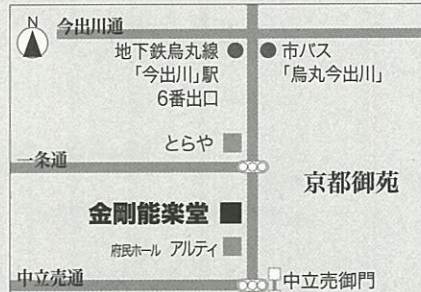 N
今出川通
地下鉄烏丸線
「今出川」駅
6番出口
市バス
「烏丸今出川」
とらや
一条通
京都御苑
金剛能楽堂
府民ホール アルティ
中立売通
中立売御門